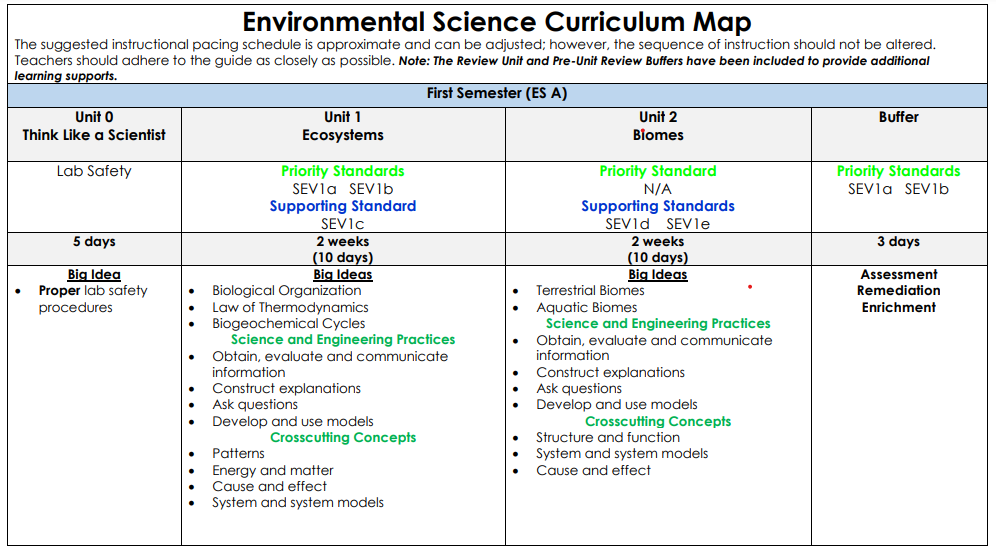 Environmental Science Curriculum Map
The suggested instructional pacing schedule is approximate and can be adjusted; however, the sequence of instruction should not be altered.
Teachers should adhere to the guide as closely as possible. Note: The Review Unit and Pre-Unit Review Buffers have been included to provide additional
learning supports.
First Semester (ES A)
Unit 0
Think Like a Scientist
Unit 1
Ecosystems
Unit 2
Biomes
Buffer
Lab Safety
Priority Standards
SEV1a SEV1b
Supporting Standard
SEV1c
Priority Standard
N/A
Supporting Standards
SEV1d SEV1e
Priority Standards
SEV1a SEV1b
5 days
2 weeks
(10 days)
2 weeks
(10 days)
3 days
Big Idea
• Proper lab safety
procedures
Big Ideas
• Biological Organization
• Law of Thermodynamics
• Biogeochemical Cycles
Science and Engineering Practices
• Obtain, evaluate and communicate
information
• Construct explanations
• Ask questions
• Develop and use models
Crosscutting Concepts
• Patterns
• Energy and matter
• Cause and effect
• System and system models
Big Ideas
• Terrestrial Biomes
• Aquatic Biomes
Science and Engineering Practices
• Obtain, evaluate and communicate
information
• Construct explanations
• Ask questions
• Develop and use models
Crosscutting Concepts
• Structure and function
• System and system models
• Cause and effect
Assessment
Remediation
Enrichment